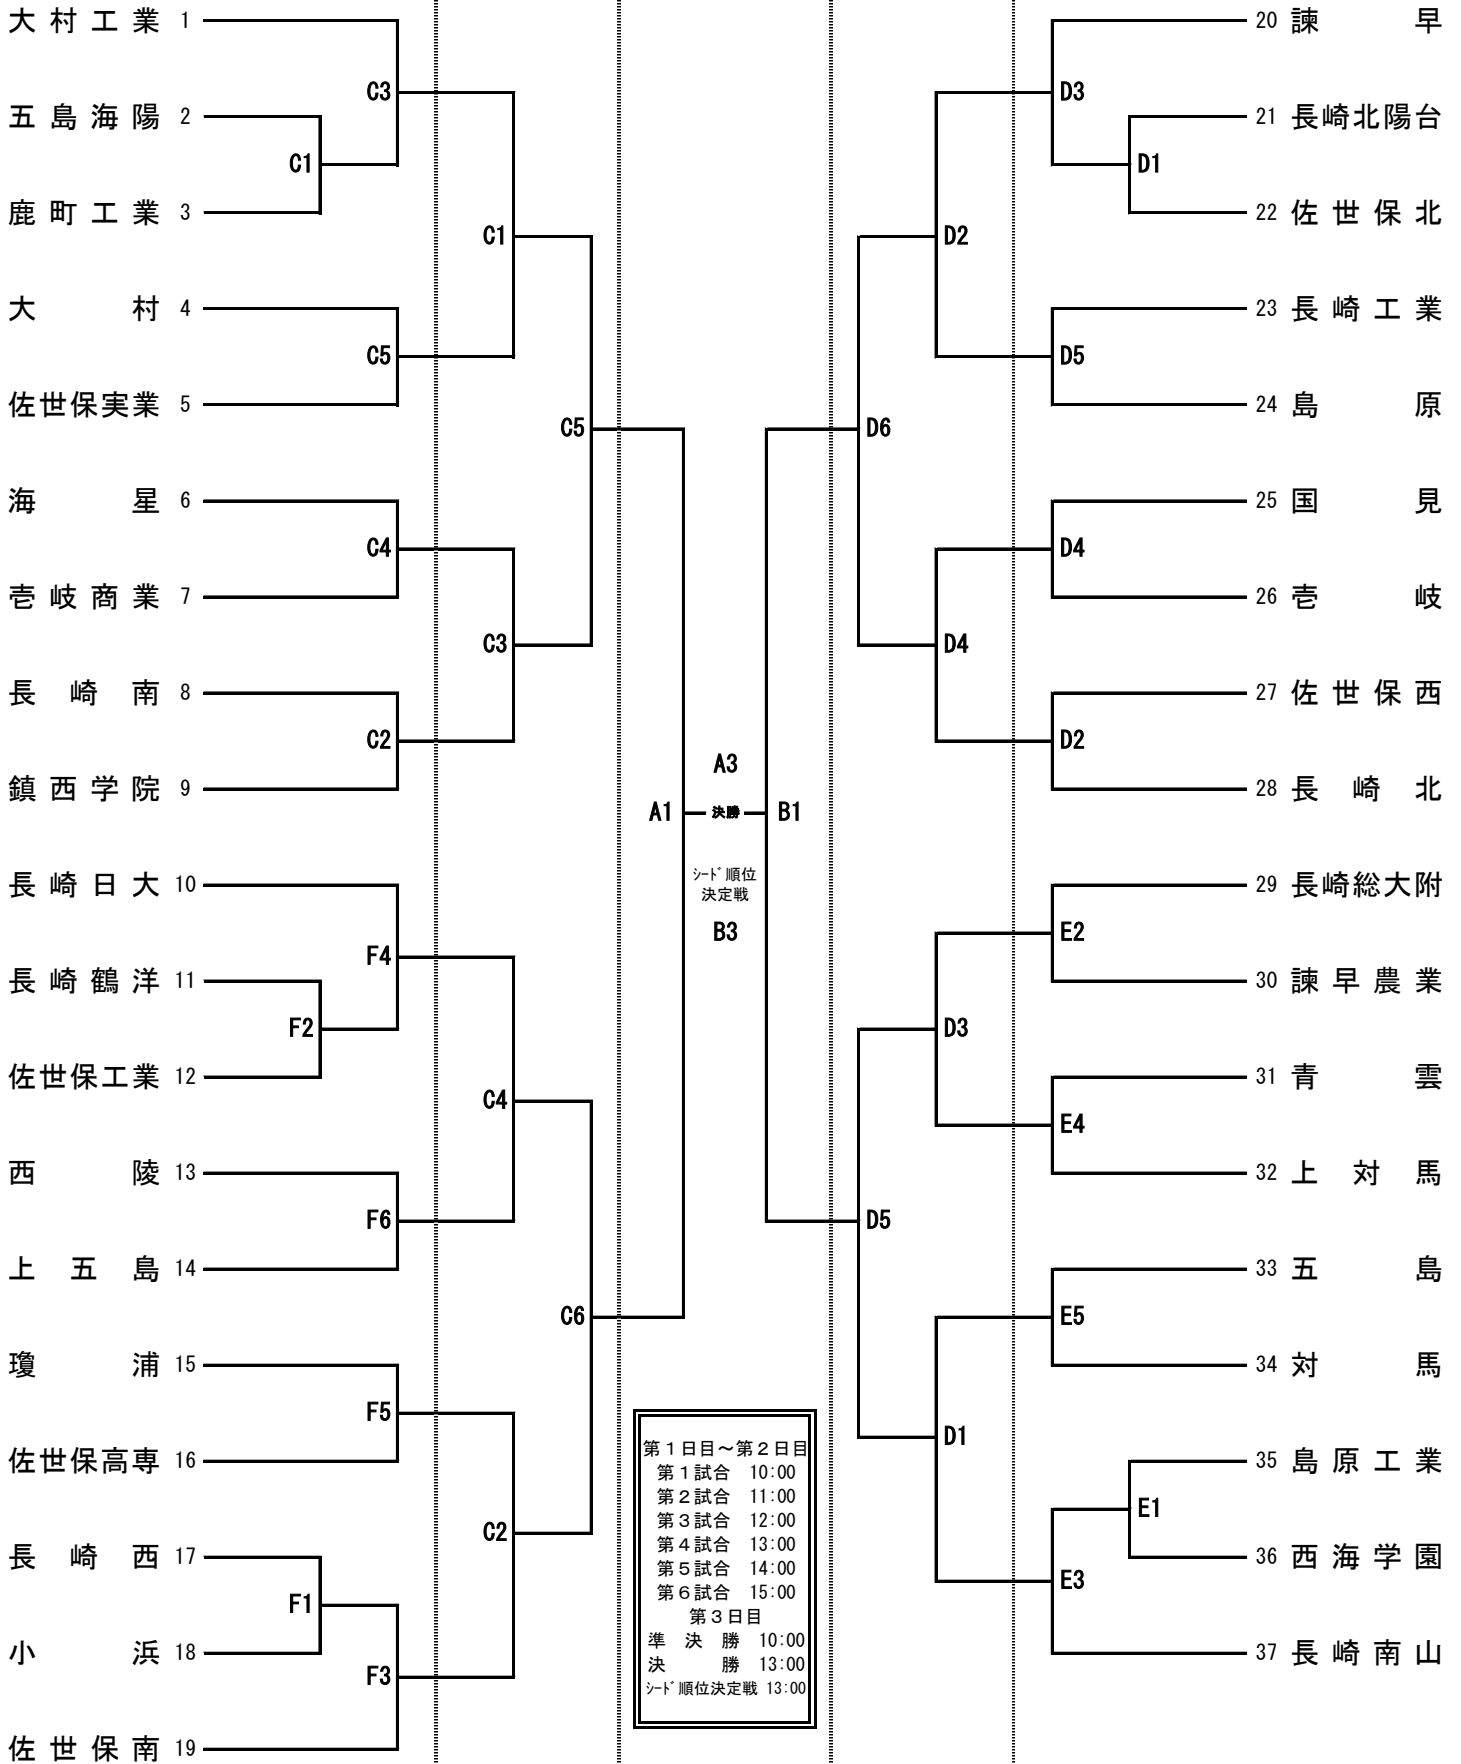 大村工業 1
C3
五島海陽 2
C1
鹿町工業 3
C1
大村 4
C5
佐世保実業 5
C5
海星 6
C4
壱岐商業 7
C3
長崎南 8
C2
鎮西学院 9
長崎日大 10
F4
長崎鶴洋 11
F2
佐世保工業 12
C4
西陵 13
F6
上五島 14
C6
瓊浦 15
F5
佐世保高専 16
C2
長崎西 17
F1
小浜 18
F3
佐世保南 19
A3
A1 決勝 B1
シード順位
決定戦
B3
第1日目～第2日目
第1試合 10:00
第2試合 11:00
第3試合 12:00
第4試合 13:00
第5試合 14:00
第6試合 15:00
第3日目
準決勝 10:00
決勝 13:00
シード順位決定戦 13:00
20 諫早
D3
21 長崎北陽台
D1
22 佐世保北
D2
23 長崎工業
D5
24 島原
D6
25 国見
D4
26 壱岐
D4
27 佐世保西
D2
28 長崎北
29 長崎総大附
E2
30 諫早農業
D3
31 青雲
E4
32 上対馬
D5
33 五島
E5
34 対馬
D1
35 島原工業
E1
36 西海学園
E3
37 長崎南山